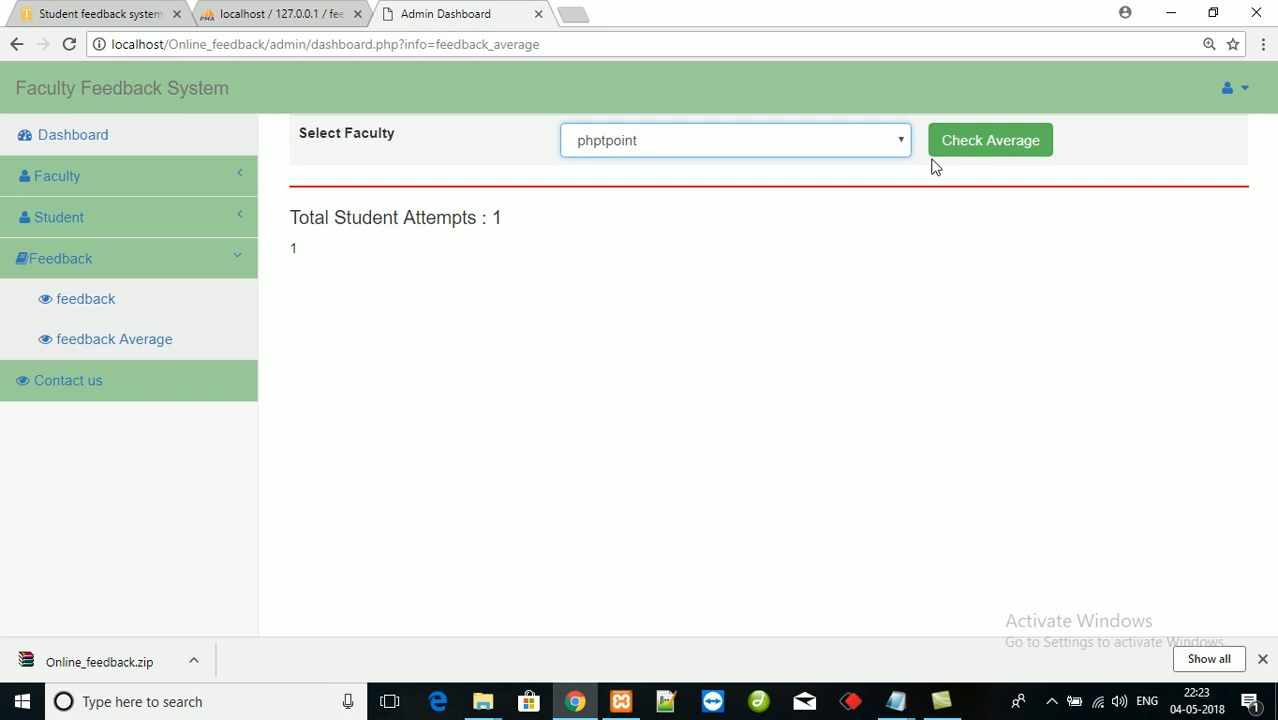 Student feedback system
localhost / 127.0.0.1 / fee
Admin Dashboard
localhost/Online_feedback/admin/dashboard.php?info=feedback_average
Faculty Feedback System
Dashboard
Faculty
Student
Feedback
feedback
feedback Average
Contact us
Select Faculty
phptpoint
Check Average
Total Student Attempts : 1
1
Activate Windows
Go to Settings to activate Windows.
Online_feedback.zip
Show all
Type here to search
ENG
22:23
04-05-2018
1